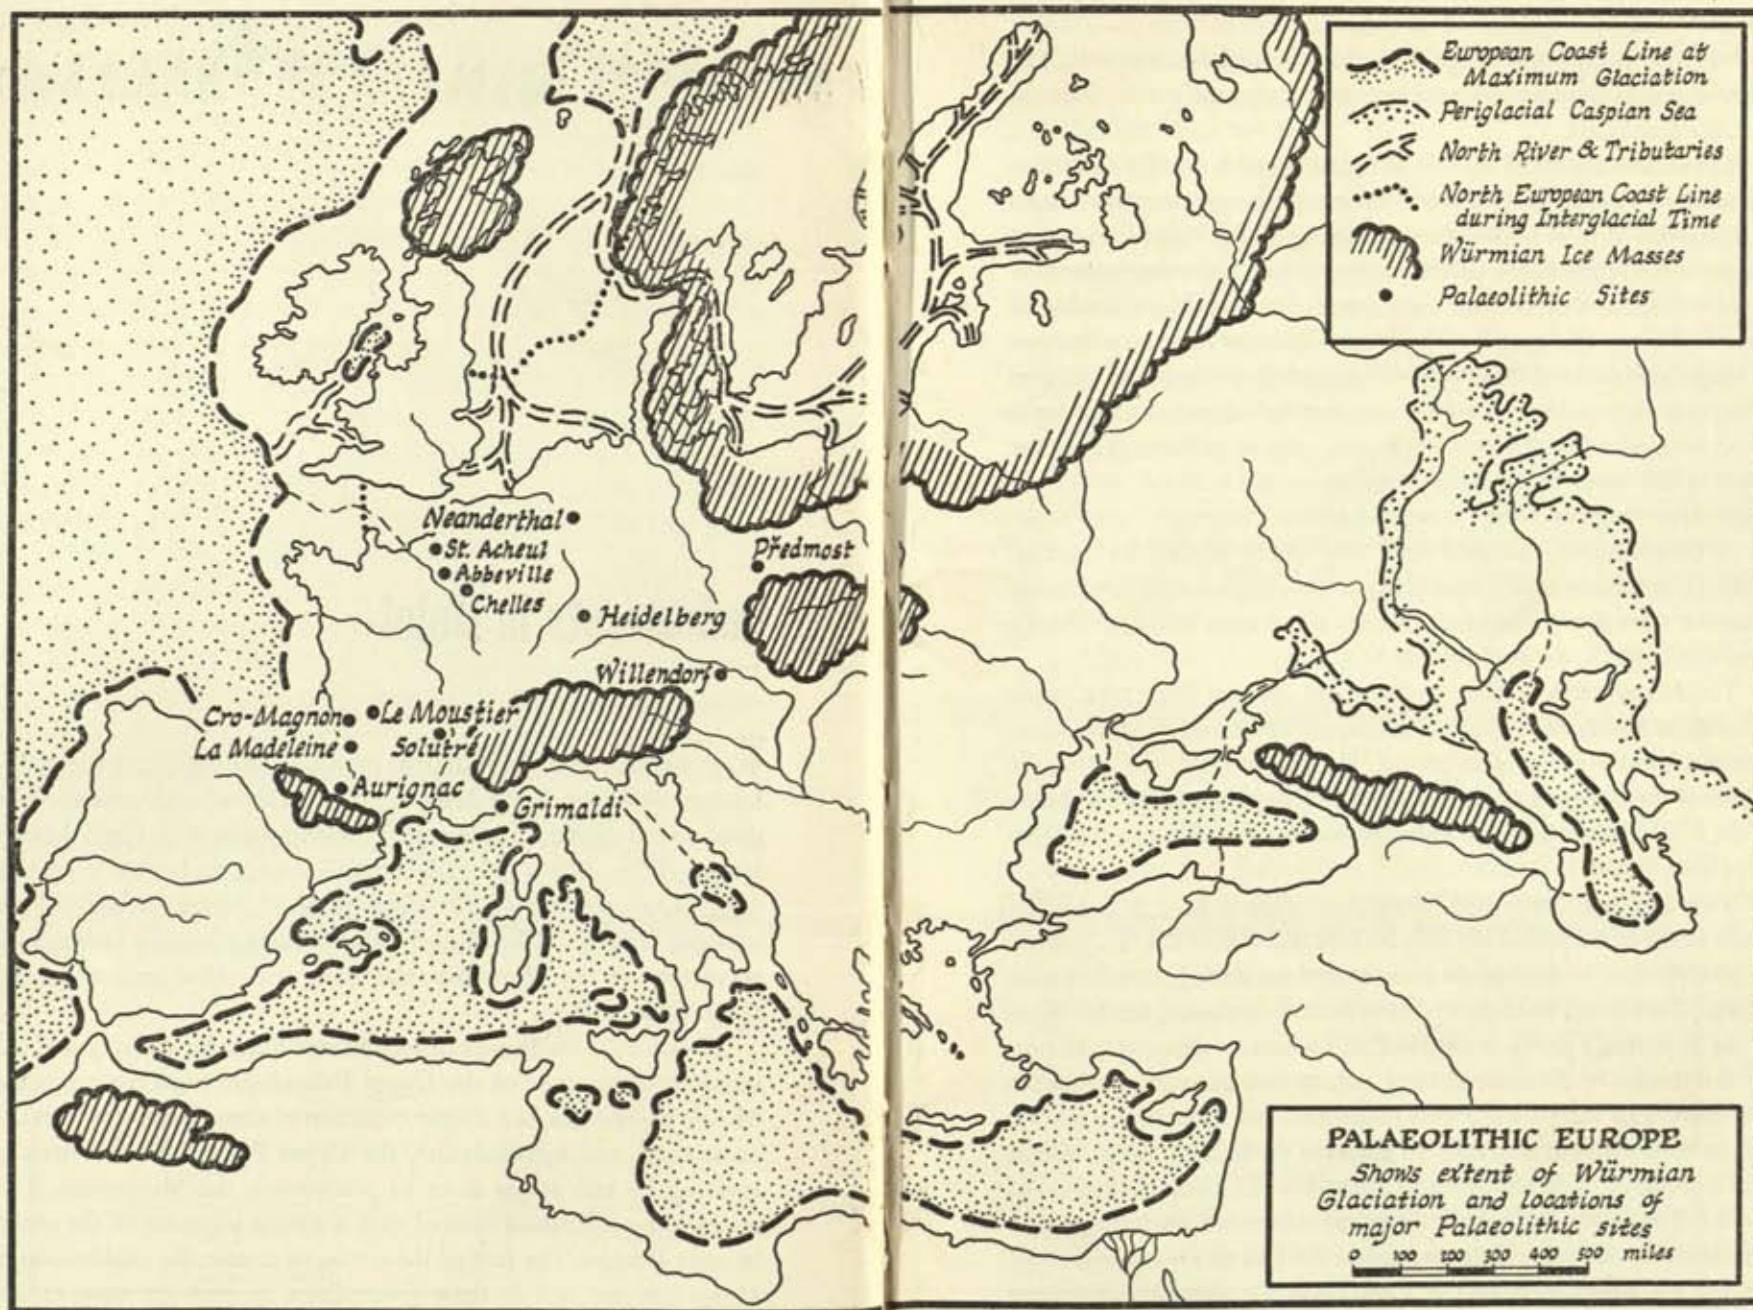 European Coast Line at
Maximum Glaciation
Periglacial Caspian Sea
North River & Tributaries
North European Coast Line
during Interglacial Time
Würmian Ice Masses
Palaeolithic Sites
Neanderthal
St. Acheul
Abbeville
Chelles
Předmost
Heidelberg
Willendorf
Cro-Magnon
Le Moustier
La Madeleine
Solutré
Aurignac
Grimaldi
PALAEOLITHIC EUROPE
Shows extent of Würmian
Glaciation and locations of
major Palaeolithic sites
0 100 200 300 400 500 miles